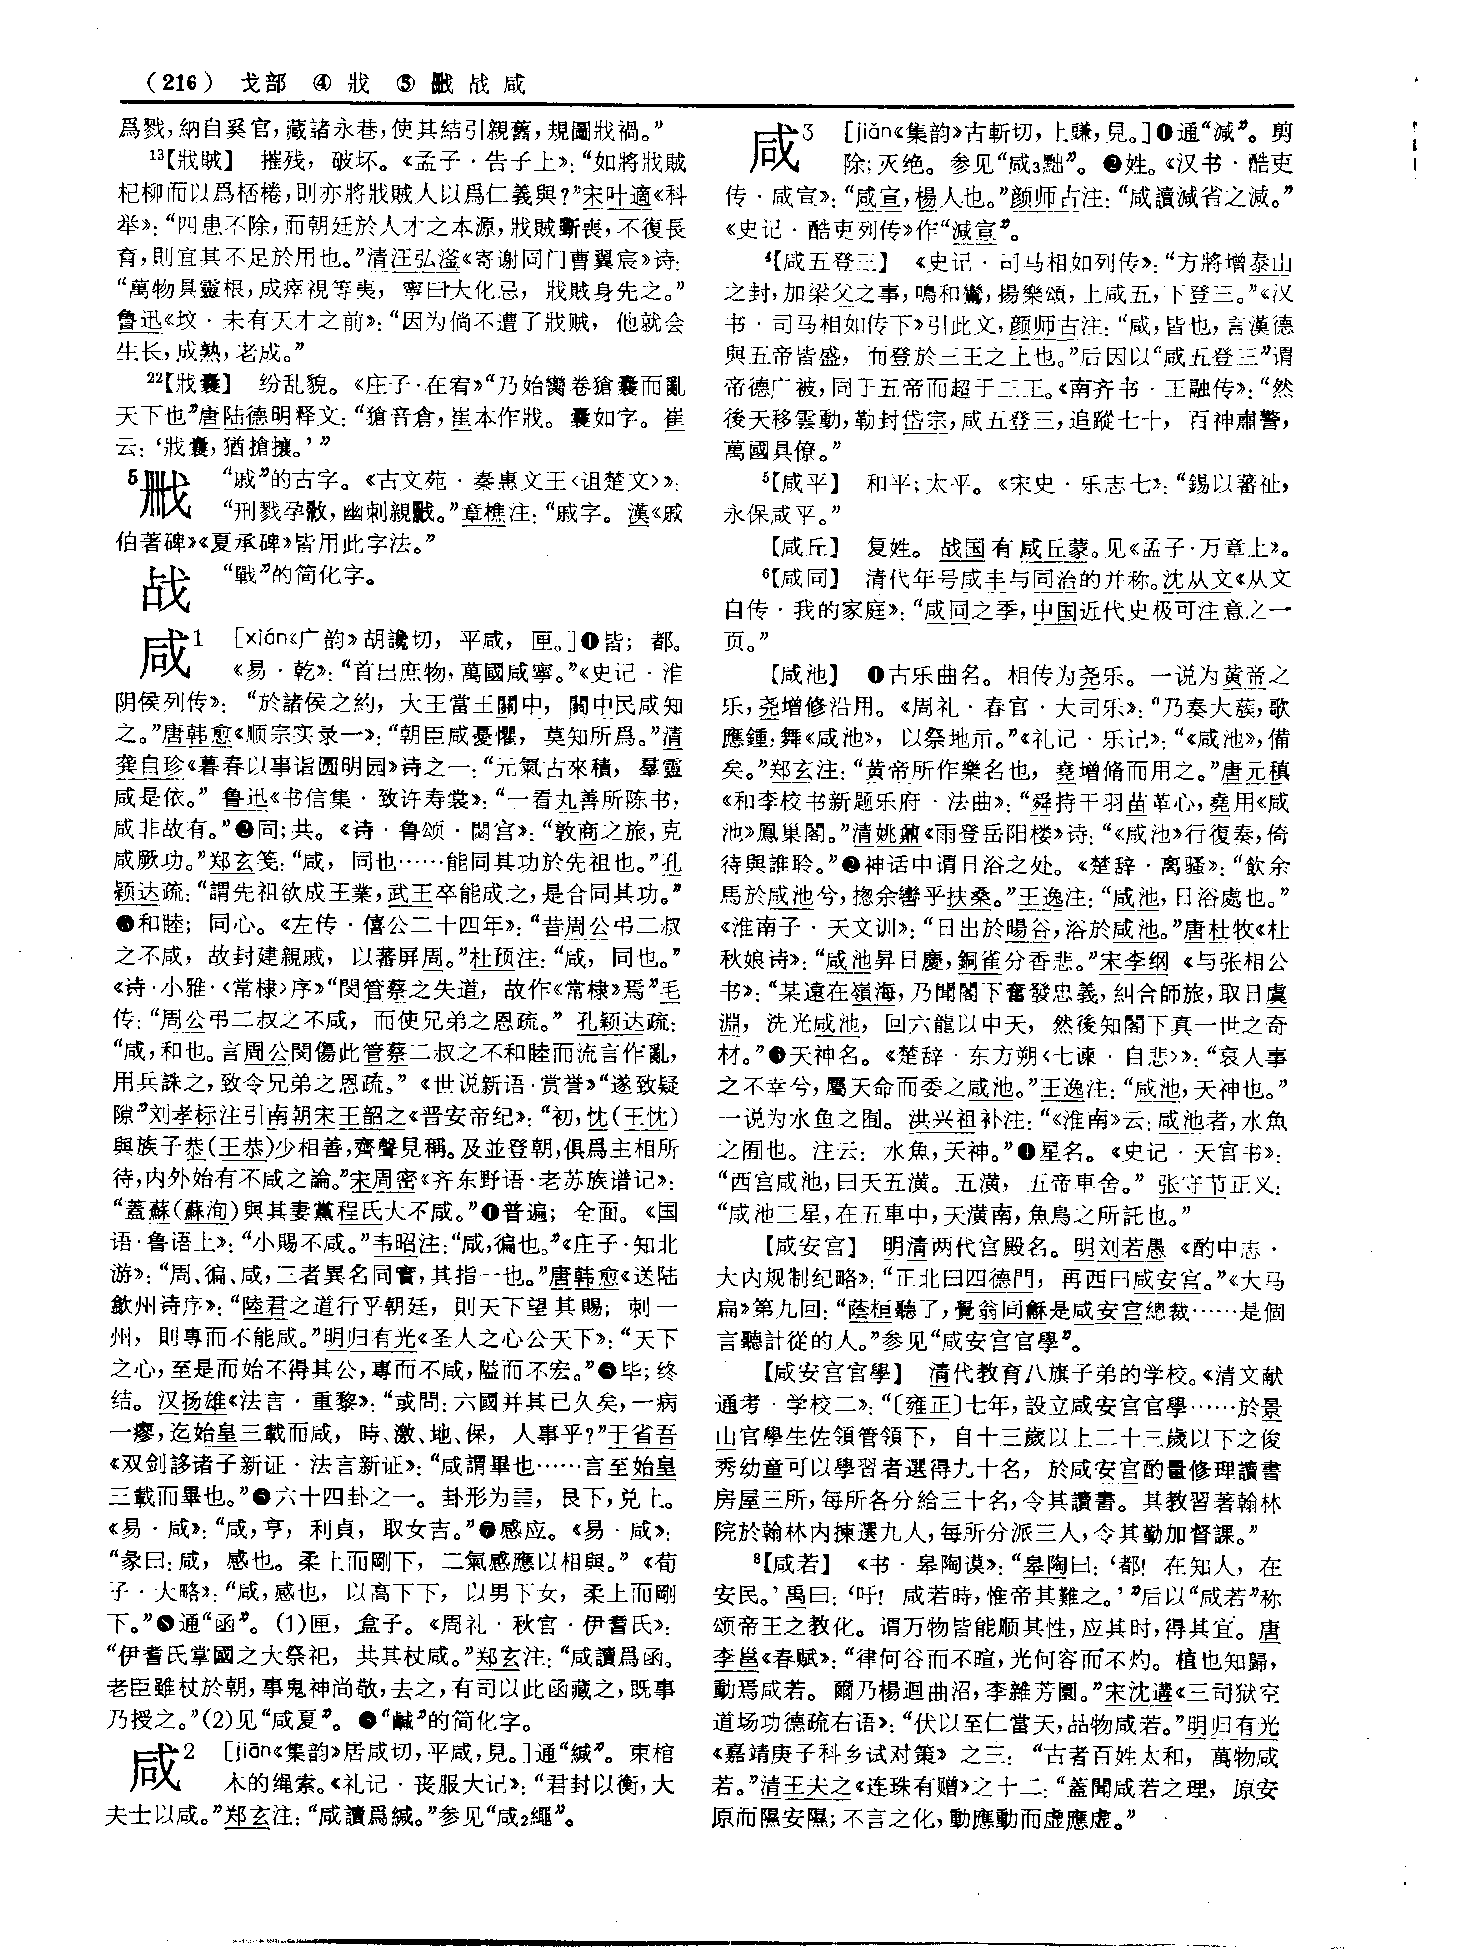 （216） 戈部 ④ 戕 ⑤ 战 咸
爲戮，納自奚官，藏諸永巷，使其結引親舊，規圖戕禍。”
13【戕賊】 摧残，破坏。《孟子·告子上》：“如將戕賊
杞柳而以爲桮棬，則亦將戕賊人以爲仁義與？”宋叶適《科
举》：“四患不除，而朝廷於人才之本源，戕賊斲喪，不復長
育，則宜其不足於用也。”清汪弘滋《寄谢同门曹翼宸》诗：
“萬物具靈根，成瘁視等夷，寧曰大化忌，戕賊身先之。”
鲁迅《坟·未有天才之前》：“因为倘不遭了戕贼，他就会
生长，成熟，老成。”
22【戕囊】 纷乱貌。《庄子·在宥》“乃始臠卷獊囊而亂
天下也”唐陆德明释文：“獊音倉，崔本作戕。囊如字。崔
云：‘戕囊，猶搶攘。’”
5 “戚”的古字。《古文苑·秦惠文王〈诅楚文〉》：
“刑戮孕，幽刺親。”章樵注：“戚字。漢《戚
伯著碑》《夏承碑》皆用此字法。”
战 “戰”的简化字。
咸1 ［xián《广韵》胡讒切，平咸，匣。］❶皆；都。
《易·乾》：“首出庶物，萬國咸寧。”《史记·淮
阴侯列传》：“於諸侯之約，大王當王關中，關中民咸知
之。”唐韩愈《顺宗实录一》：“朝臣咸憂懼，莫知所爲。”清
龚自珍《暮春以事诣圆明园》诗之一：“元氣古來積，羣靈
咸是依。” 鲁迅《书信集·致许寿裳》：“一看丸善所陈书，
咸非故有。”❷同；共。《诗·鲁颂·閟宫》：“敦商之旅，克
咸厥功。”郑玄笺：“咸，同也……能同其功於先祖也。”孔
颖达疏：“謂先祖欲成王業，武王卒能成之，是合同其功。”
❸和睦；同心。《左传·僖公二十四年》：“昔周公弔二叔
之不咸，故封建親戚，以蕃屏周。”杜预注：“咸，同也。”
《诗·小雅·〈常棣〉序》“閔管蔡之失道，故作《常棣》焉”毛
传：“周公弔二叔之不咸，而使兄弟之恩疏。” 孔颖达疏：
“咸，和也。言周公閔傷此管蔡二叔之不和睦而流言作亂，
用兵誅之，致令兄弟之恩疏。”《世说新语·赏誉》“遂致疑
隙”刘孝标注引南朝宋王韶之《晋安帝纪》：“初，忱（王忱）
與族子恭（王恭）少相善，齊聲見稱。及並登朝，俱爲主相所
待，内外始有不咸之論。”宋周密《齐东野语·老苏族谱记》：
“蓋蘇（蘇洵）與其妻黨程氏大不咸。”❹普遍；全面。《国
语·鲁语上》：“小賜不咸。”韦昭注：“咸，徧也。”《庄子·知北
游》：“周、徧、咸，三者異名同實，其指一也。”唐韩愈《送陆
歙州诗序》：“陸君之道行乎朝廷，則天下望其賜；刺一
州，則專而不能咸。”明归有光《圣人之心公天下》：“天下
之心，至是而始不得其公，專而不咸，隘而不宏。”❺毕；终
结。汉扬雄《法言·重黎》：“或問：六國并其已久矣，一病
一瘳，迄始皇三載而咸，時、激、地、保，人事乎？”于省吾
《双剑誃诸子新证·法言新证》：“咸謂畢也……言至始皇
三載而畢也。”❻六十四卦之一。卦形为䷞，艮下，兑上。
《易·咸》：“咸，亨，利貞，取女吉。”❼感应。《易·咸》：
“彖曰：咸，感也。柔上而剛下，二氣感應以相與。”《荀
子·大略》：“咸，感也，以高下下，以男下女，柔上而剛
下。”❽通“函”。(1)匣，盒子。《周礼·秋官·伊耆氏》：
“伊耆氏掌國之大祭祀，共其杖咸。”郑玄注：“咸讀爲函。
老臣雖杖於朝，事鬼神尚敬，去之，有司以此函藏之，既事
乃授之。”(2)见“咸夏”。❾“鹹”的简化字。
咸2 ［jiān《集韵》居咸切，平咸，見。］通“緘”。束棺
木的绳索。《礼记·丧服大记》：“君封以衡，大
夫士以咸。”郑玄注：“咸讀爲緘。”参见“咸2繩”。
咸3 ［jiǎn《集韵》古斬切，上豏，見。］❶通“減”。剪
除；灭绝。参见“咸3黜”。❷姓。《汉书·酷吏
传·咸宣》：“咸宣，楊人也。”颜师古注：“咸讀減省之減。”
《史记·酷吏列传》作“減宣”。
4【咸五登三】 《史记·司马相如列传》：“方將增泰山
之封，加梁父之事，鳴和鸞，揚樂頌，上咸五，下登三。”《汉
书·司马相如传下》引此文，颜师古注：“咸，皆也，言漢德
與五帝皆盛，而登於三王之上也。”后因以“咸五登三”谓
帝德广被，同于五帝而超于三王。《南齐书·王融传》：“然
後天移雲動，勒封岱宗，咸五登三，追蹤七十，百神肅警，
萬國具僚。”
5【咸平】 和平；太平。《宋史·乐志七》：“錫以蕃祉，
永保咸平。”
【咸丘】 复姓。战国有咸丘蒙。见《孟子·万章上》。
6【咸同】 清代年号咸丰与同治的并称。沈从文《从文
自传·我的家庭》：“咸同之季，中国近代史极可注意之一
页。”
【咸池】 ❶古乐曲名。相传为尧乐。一说为黄帝之
乐，尧增修沿用。《周礼·春官·大司乐》：“乃奏大蔟，歌
應鍾；舞《咸池》，以祭地示。”《礼记·乐记》：“《咸池》，備
矣。”郑玄注：“黄帝所作樂名也，堯增脩而用之。”唐元稹
《和李校书新题乐府·法曲》：“舜持干羽苗革心，堯用《咸
池》鳳巢閣。”清姚鼐《雨登岳阳楼》诗：“《咸池》行復奏，倚
待與誰聆。”❷神话中谓日浴之处。《楚辞·离骚》：“飲余
馬於咸池兮，揔余轡乎扶桑。”王逸注：“咸池，日浴處也。”
《淮南子·天文训》：“日出於暘谷，浴於咸池。”唐杜牧《杜
秋娘诗》：“咸池昇日慶，銅雀分香悲。”宋李纲《与张相公
书》：“某遠在嶺海，乃聞閣下奮發忠義，糾合師旅，取日虞
淵，洗光咸池，回六龍以中天，然後知閣下真一世之奇
材。”❸天神名。《楚辞·东方朔〈七谏·自悲〉》：“哀人事
之不幸兮，屬天命而委之咸池。”王逸注：“咸池，天神也。”
一说为水鱼之囿。洪兴祖补注：“《淮南》云：咸池者，水魚
之囿也。注云：水魚，天神。”❹星名。《史记·天官书》：
“西宫咸池，曰天五潢。五潢，五帝車舍。” 张守节正义：
“咸池三星，在五車中，天潢南，魚鳥之所託也。”
【咸安宫】 明清两代宫殿名。明刘若愚《酌中志·
大内规制纪略》：“正北曰四德門，再西曰咸安宫。”《大马
扁》第九回：“蔭桓聽了，覺翁同龢是咸安宫總裁……是個
言聽計從的人。”参见“咸安宫官學”。
【咸安宫官學】 清代教育八旗子弟的学校。《清文献
通考·学校二》：“〔雍正〕七年，設立咸安宫官學……於景
山官學生佐領管領下，自十三歲以上二十三歲以下之俊
秀幼童可以學習者選得九十名，於咸安宫酌量修理讀書
房屋三所，每所各分給三十名，令其讀書。其教習著翰林
院於翰林内揀選九人，每所分派三人，令其勤加督課。”
8【咸若】 《书·皋陶谟》：“皋陶曰：‘都！在知人，在
安民。’禹曰：‘吁！咸若時，惟帝其難之。’”后以“咸若”称
颂帝王之教化。谓万物皆能顺其性，应其时，得其宜。唐
李邕《春赋》：“律何谷而不暄，光何容而不灼。植也知歸，
動焉咸若。爾乃楊迴曲沼，李雜芳園。”宋沈遘《三司狱空
道场功德疏右语》：“伏以至仁當天，品物咸若。”明归有光
《嘉靖庚子科乡试对策》之三：“古者百姓太和，萬物咸
若。”清王夫之《连珠有赠》之十二：“蓋聞咸若之理，原安
原而隰安隰；不言之化，動應動而虚應虚。”